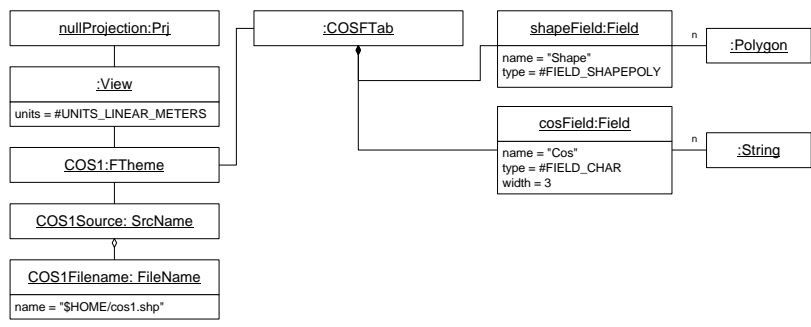 nullProjection:Prj
:View
units = #UNITS_LINEAR_METERS
COS1:FTheme
COS1Source: SrcName
COS1Filename: FileName
name = "$HOME/cos1.shp"
:COSFTab
shapeField:Field
name = "Shape"
type = #FIELD_SHAPEPOLY
n
:Polygon
cosField:Field
name = "Cos"
type = #FIELD_CHAR
width = 3
n
:String